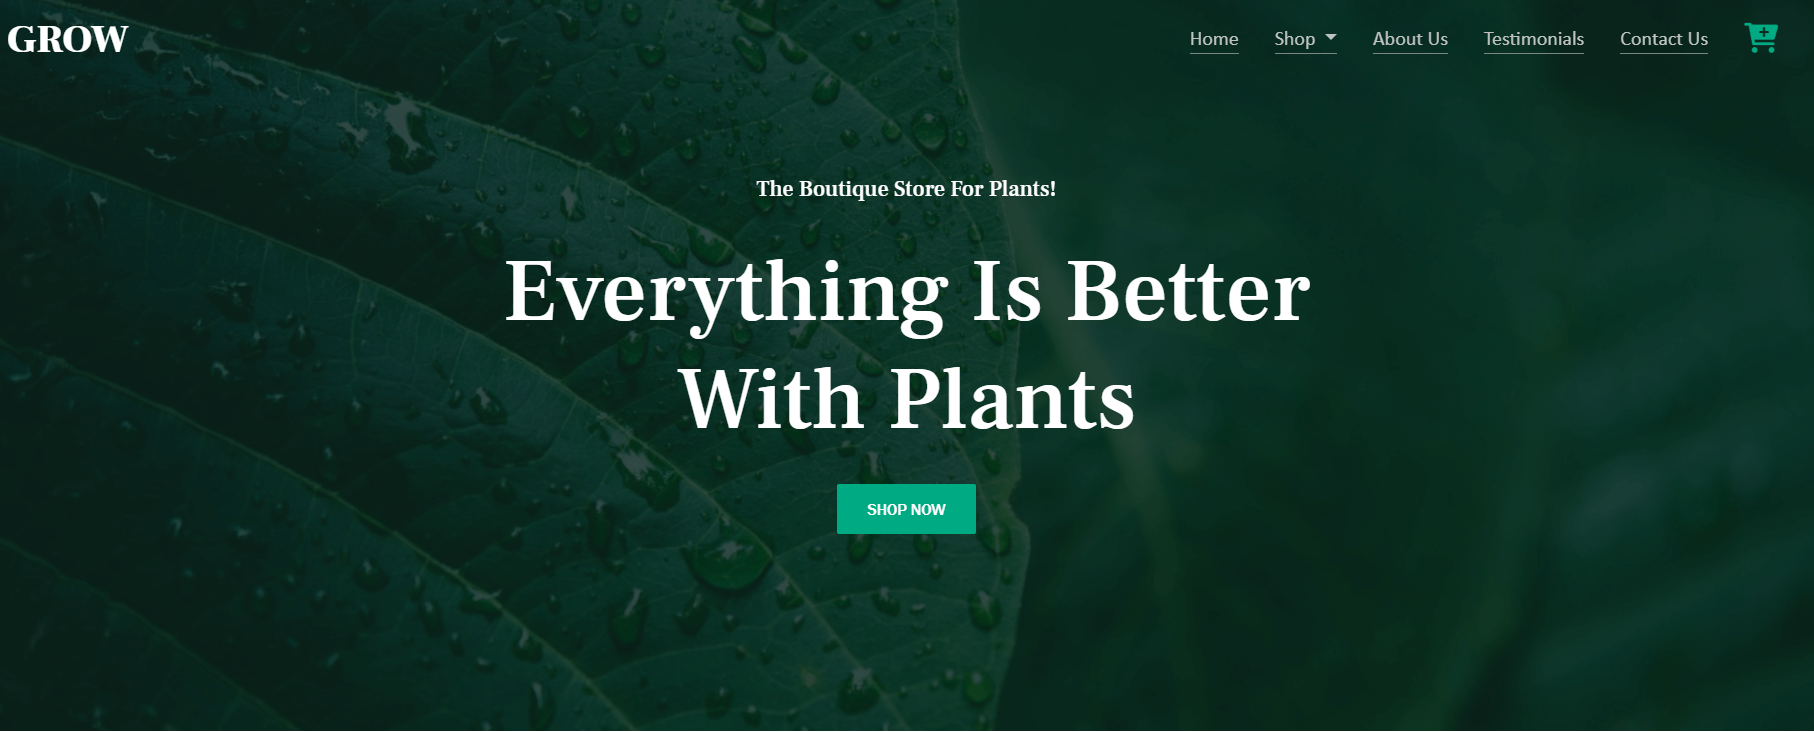 GROW
Home Shop About Us Testimonials Contact Us
The Boutique Store For Plants!
Everything Is Better
With Plants
SHOP NOW